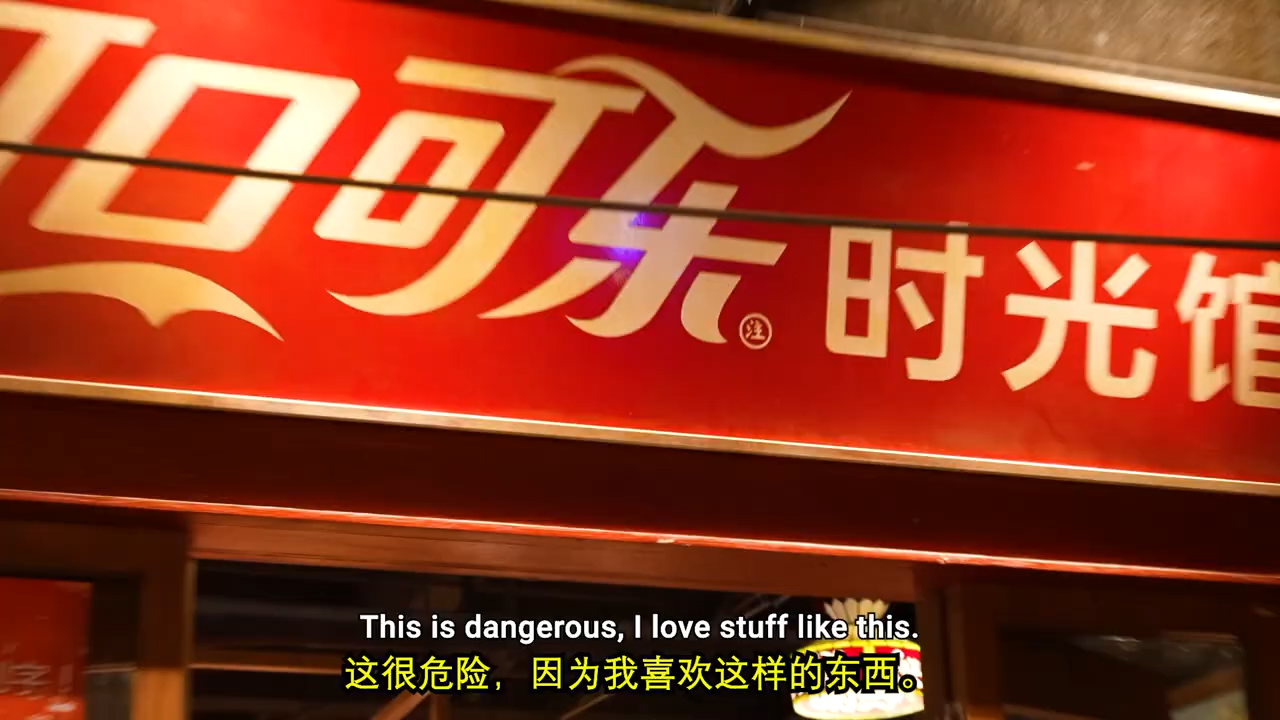 可口可乐 注 时光馆
This is dangerous, I love stuff like this.
这很危险，因为我喜欢这样的东西。